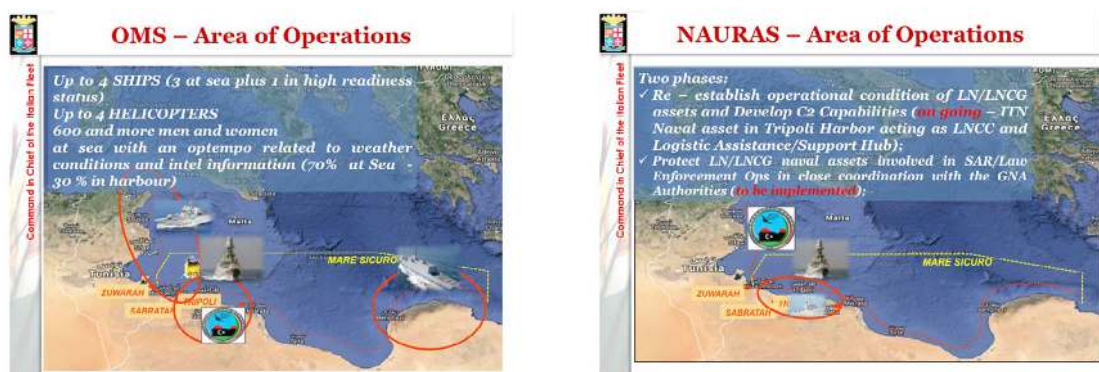 OMS – Area of Operations
Command in Chief of the Italian Fleet
Up to 4 SHIPS (3 at sea plus 1 in high readiness
status)
Up to 4 HELICOPTERS
600 and more men and women
at sea with an optempo related to weather
conditions and intel information (70% at Sea -
30 % in harbour)
Ελλάς
Greece
Malta
Tunisia
MARE SICURO
ZUWARAH
TRIPOLI
SABRATAH
NAURAS – Area of Operations
Command in Chief of the Italian Fleet
Two phases:
✓ Re – establish operational condition of LN/LNCG
assets and Develop C2 Capabilities (on going – ITN
Naval asset in Tripoli Harbor acting as LNCC and
Logistic Assistance/Support Hub);
✓ Protect LN/LNCG naval assets involved in SAR/Law
Enforcement Ops in close coordination with the GNA
Authorities (to be implemented);
Ελλάς
Greece
Malta
Tunisia
MARE SICURO
ZUWARAH
SABRATAH